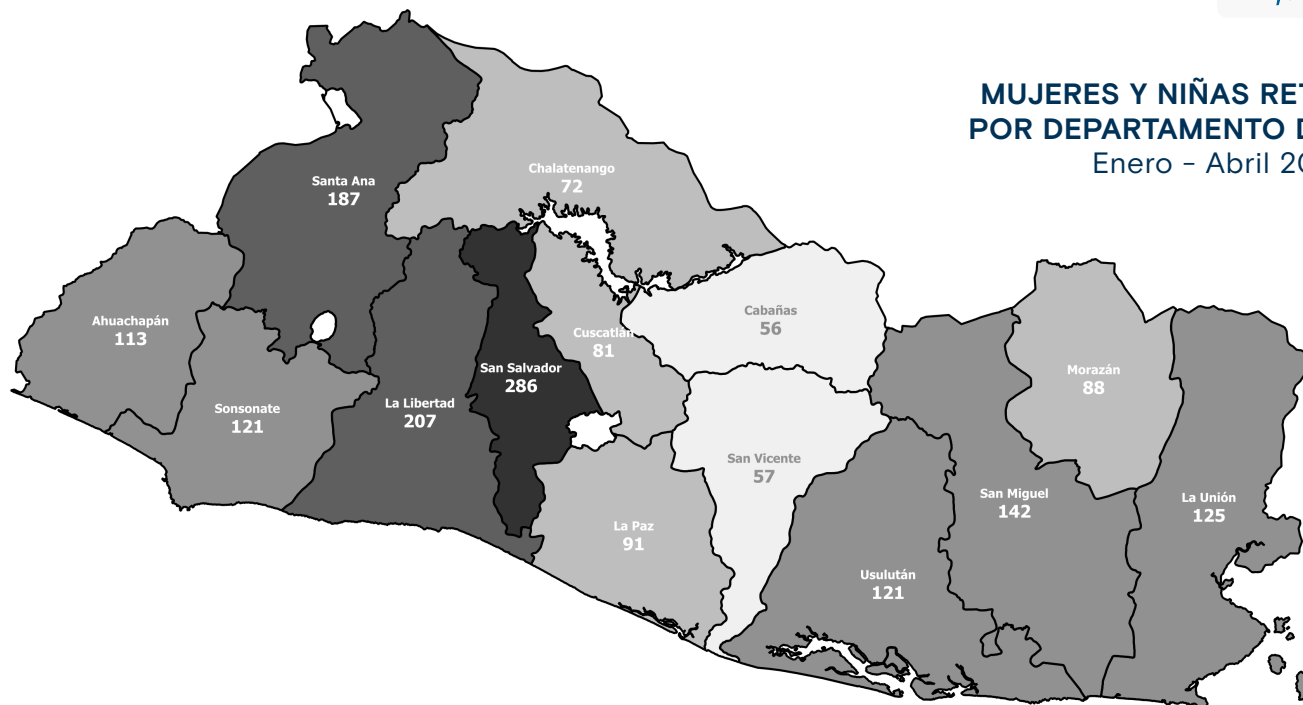 MUJERES Y NIÑAS
POR DEPARTAMENTO
Enero - Abril
Chalatenango
72
Santa Ana
187
Cabañas
56
Ahuachapán
113
Cuscatlán
81
San Salvador
286
Morazán
88
La Libertad
207
Sonsonate
121
San Vicente
57
San Miguel
142
La Unión
125
La Paz
91
Usulután
121